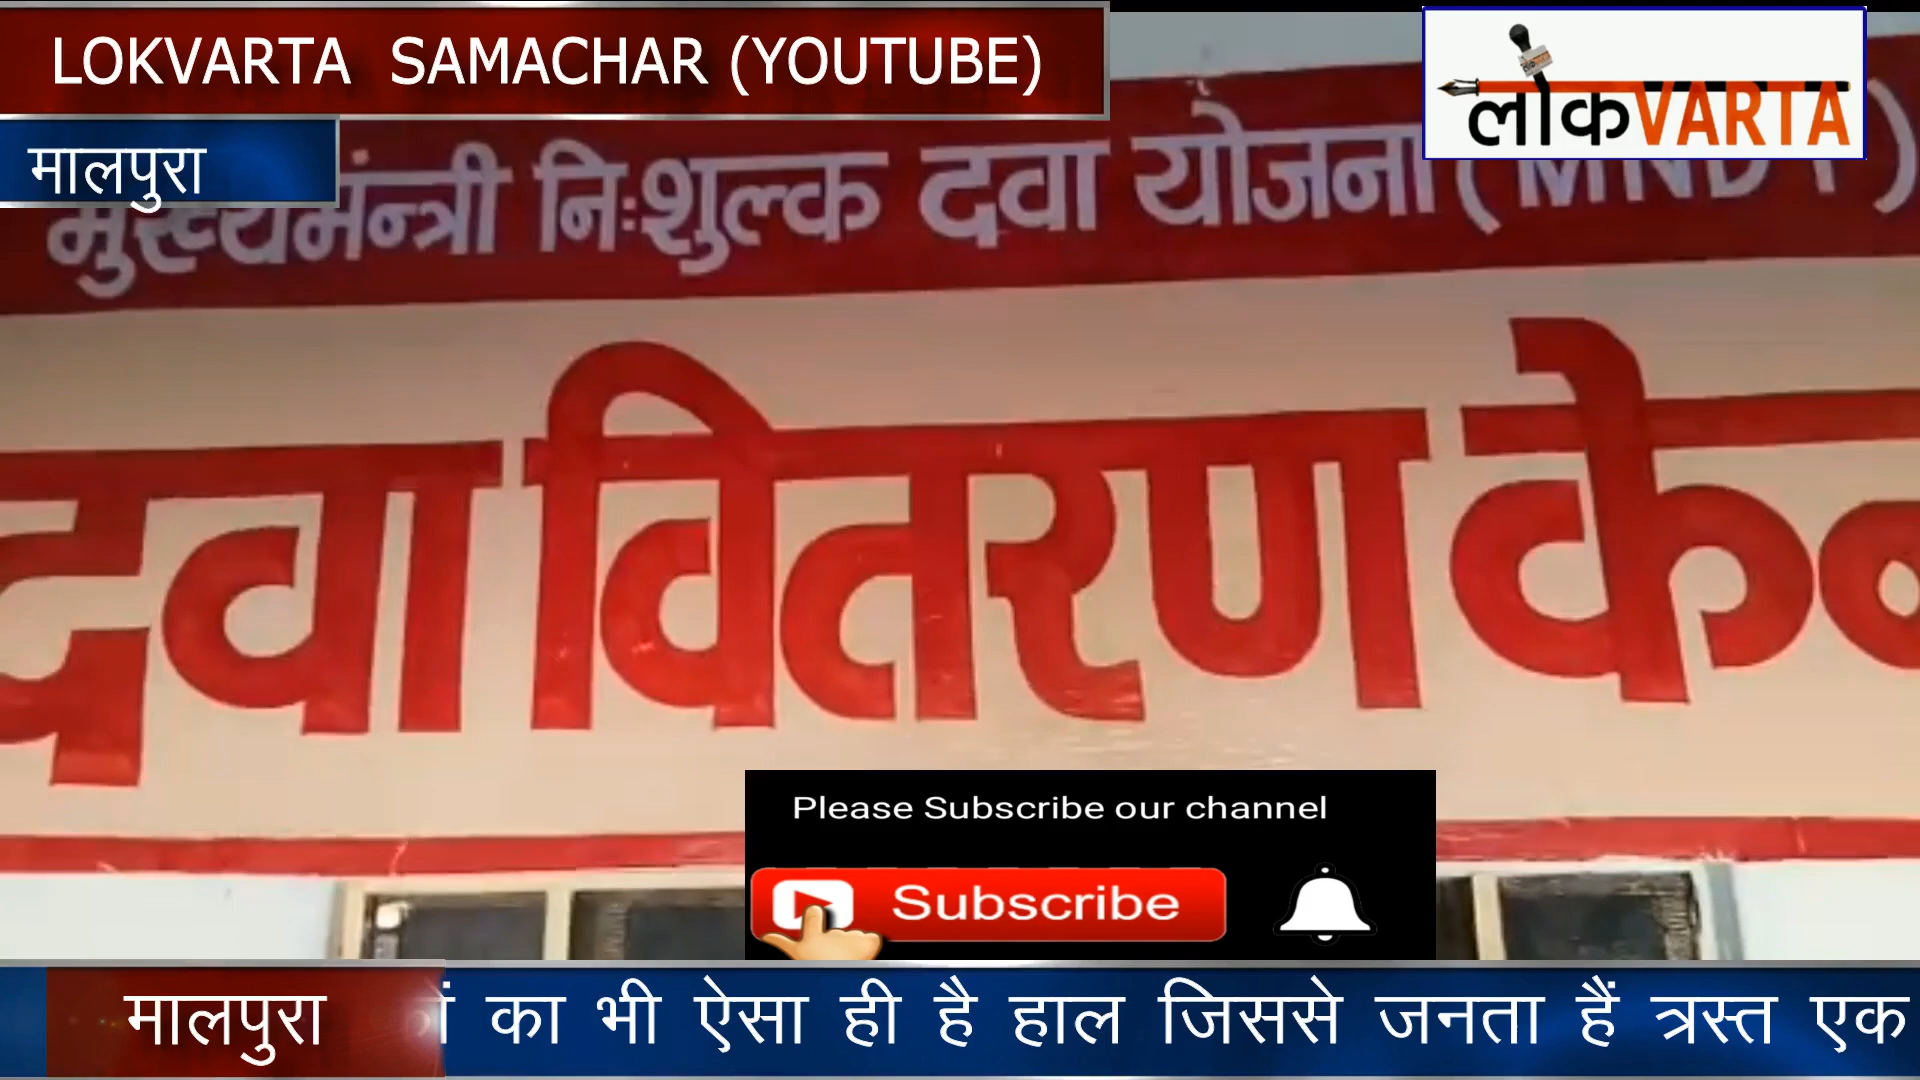 LOKVARTA SAMACHAR (YOUTUBE)
लोकVARTA
मालपुरा
मुख्यमंन्त्री निःशुल्क दवा योजना (MNDY)
दवा वितरण
Please Subscribe our channel
Subscribe
मालपुरा
का भी ऐसा ही है हाल जिससे जनता हैं त्रस्त एक